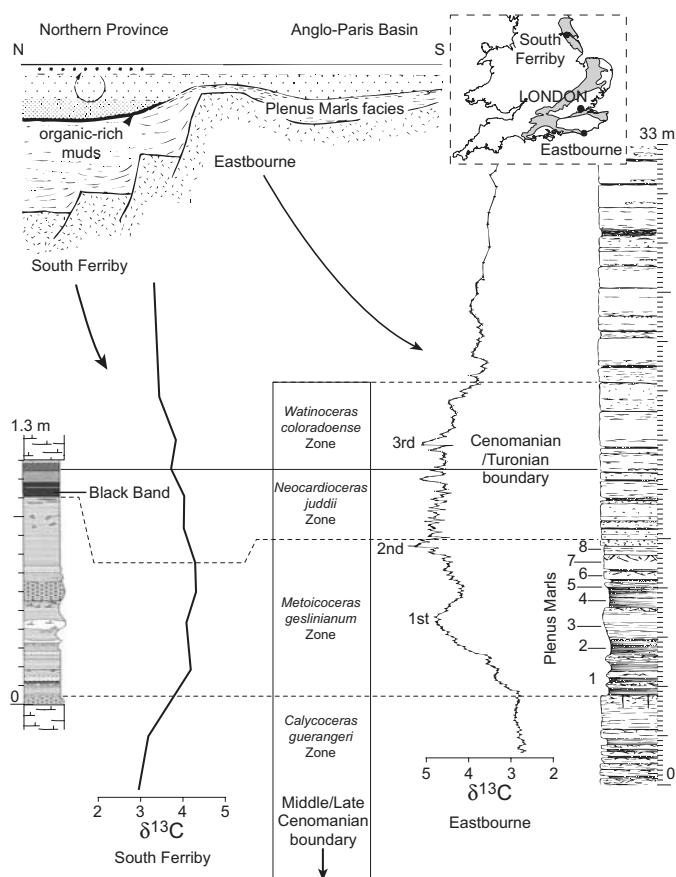 Northern Province
Anglo-Paris Basin
N
S
organic-rich
muds
Plenus Marls facies
South
Ferriby
LONDON
Eastbourne
33 m
Eastbourne
South Ferriby
1.3 m
Black Band
0
Watinoceras
coloradoense
Zone
Neocardioceras
juddii
Zone
Metoicoceras
geslinianum
Zone
Calycoceras
guerangeri
Zone
Middle/Late
Cenomanian
boundary
3rd
Cenomanian
/Turonian
boundary
2nd
1st
Plenus Marls
8
7
6
5
4
3
2
1
0
2 3 4 5
δ13C
South Ferriby
5 4 3 2
δ13C
Eastbourne